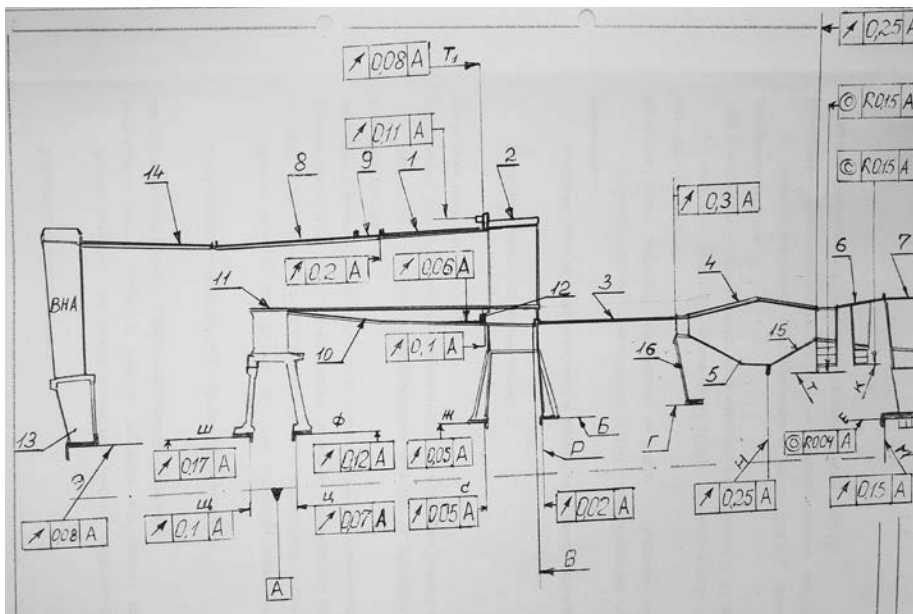 ↗ 0,25 A
↗ 0,08 A T₁
◎ R0,15 A
↗ 0,11 A
◎ R0,15 A
14
8
9
1
2
↗ 0,3 A
↗ 0,2 A
↗ 0,06 A
6
7
4
11
12
3
ВНА
10
↗ 0,1 A
16
5
15
Т
К
13
Э
Ш
Ф
Ж
Б
Г
Е
↗ 0,17 A
↗ 0,12 A
↗ 0,05 A
Р
Н
◎ R0,04 A
Щ
Ц
С
↗ 0,08 A
↗ 0,1 A
↗ 0,07 A
↗ 0,05 A
↗ 0,02 A
↗ 0,25 A
↗ 0,15 A
А
В